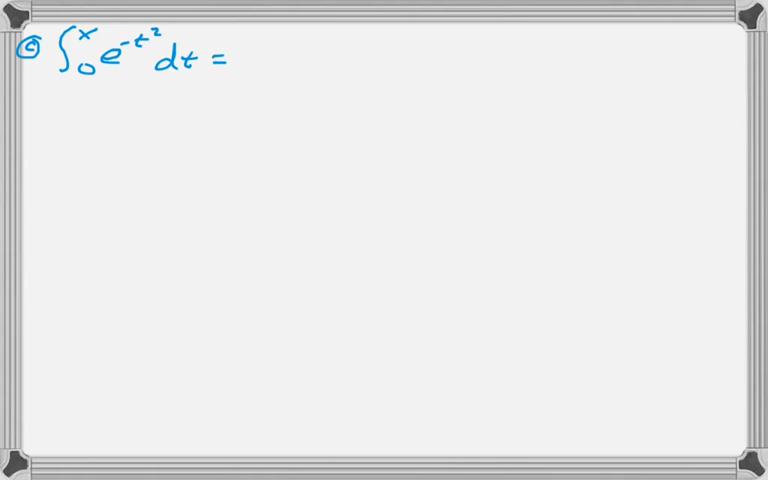 ⓒ ∫₀ˣ e^{-t²} dt =